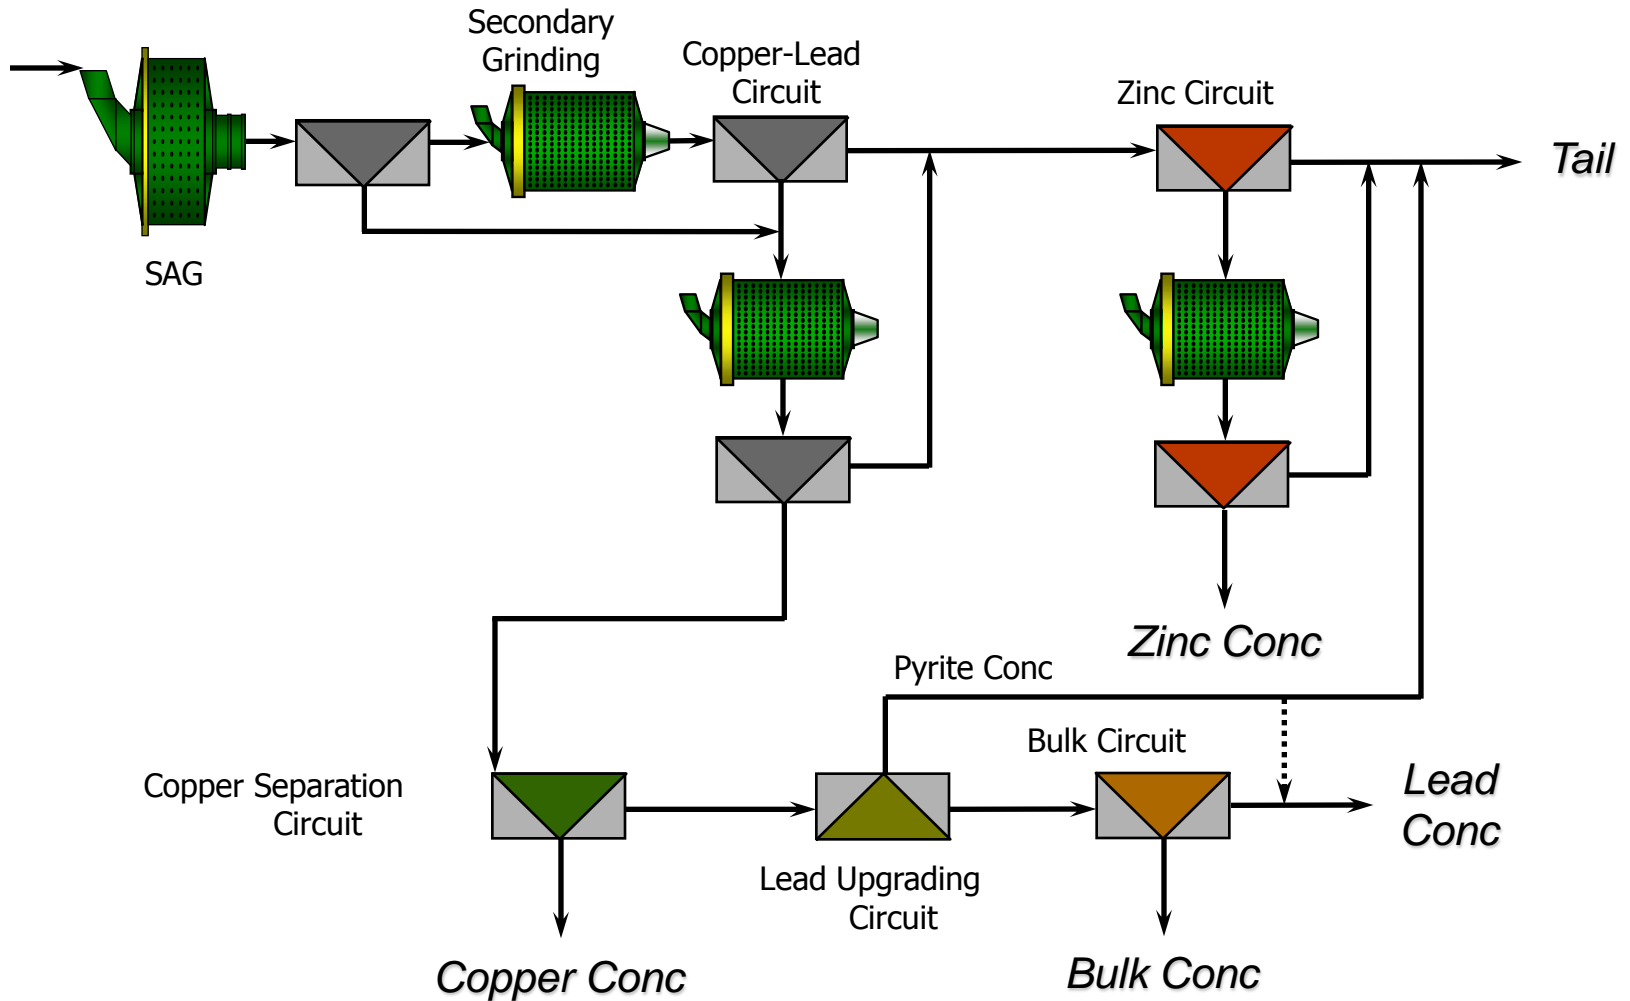 Secondary
Grinding
Copper-Lead
Circuit
Zinc Circuit
Tail
SAG
Zinc Conc
Pyrite Conc
Bulk Circuit
Copper Separation
Circuit
Lead
Conc
Lead Upgrading
Circuit
Copper Conc
Bulk Conc